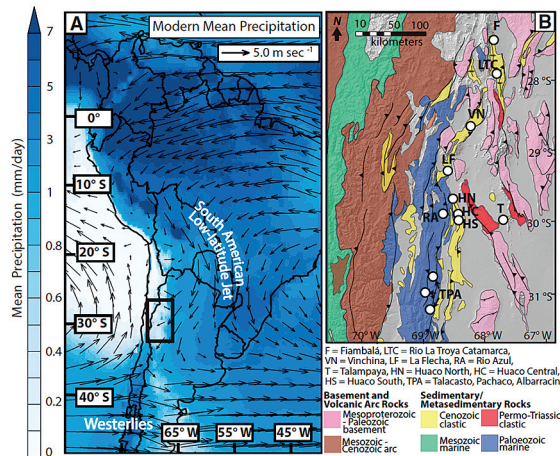 A
Modern Mean Precipitation
5.0 m sec -1
Mean Precipitation (mm/day)
7
6
5
4
3
2
1
0.8
0.6
0.4
0.2
0
0°
10° S
20° S
30° S
40° S
South American
Low-latitude Jet
Westerlies
65° W
55° W
45° W
B
N
10 50 100
kilometers
F
LTC
VN
LF
HN
HC
HS
RA
T
TPA
28° S
29° S
30° S
31° S
70° W
69° W
68° W
67° W
F = Fiambalá, LTC = Rio La Troya Catamarca,
VN = Vinchina, LF = La Flecha, RA = Rio Azul,
T = Talampaya, HN = Huaco North, HC = Huaco Central,
HS = Huaco South, TPA = Talacasto, Pachaco, Albarracin
Basement and
Volcanic Arc Rocks
Mesoproterozoic
- Paleozoic
basement
Mesozoic -
Cenozoic arc
Sedimentary/
Metasedimentary Rocks
Cenozoic
clastic
Permo-Triassic
clastic
Mesozoic
marine
Paleozoic
marine